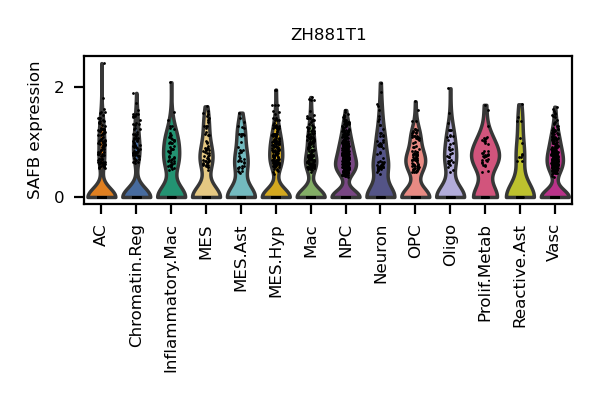 ZH881T1
SAFB expression
2
0
AC
Chromatin.Reg
Inflammatory.Mac
MES
MES.Ast
MES.Hyp
Mac
NPC
Neuron
OPC
Oligo
Prolif.Metab
Reactive.Ast
Vasc